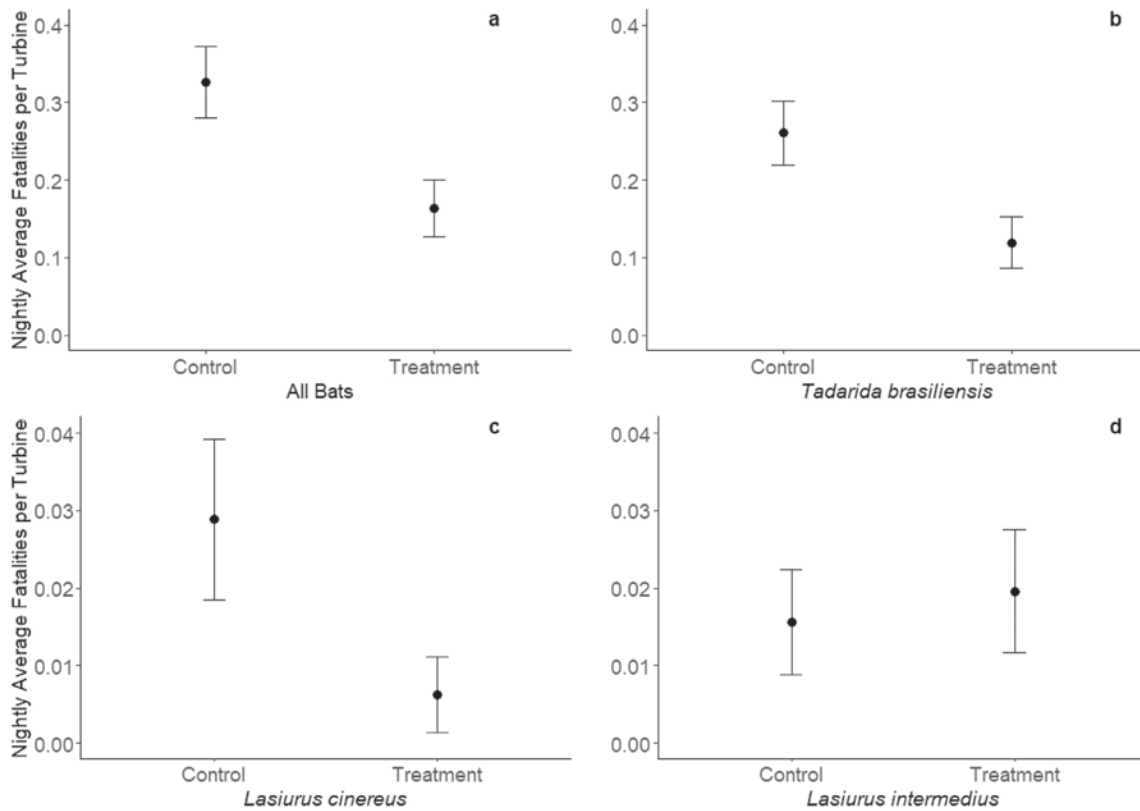 a
Nightly Average Fatalities per Turbine
0.4
0.3
0.2
0.1
0.0
Control Treatment
All Bats
b
0.4
0.3
0.2
0.1
0.0
Control Treatment
Tadarida brasiliensis
c
Nightly Average Fatalities per Turbine
0.04
0.03
0.02
0.01
0.00
Control Treatment
Lasiurus cinereus
d
0.04
0.03
0.02
0.01
0.00
Control Treatment
Lasiurus intermedius